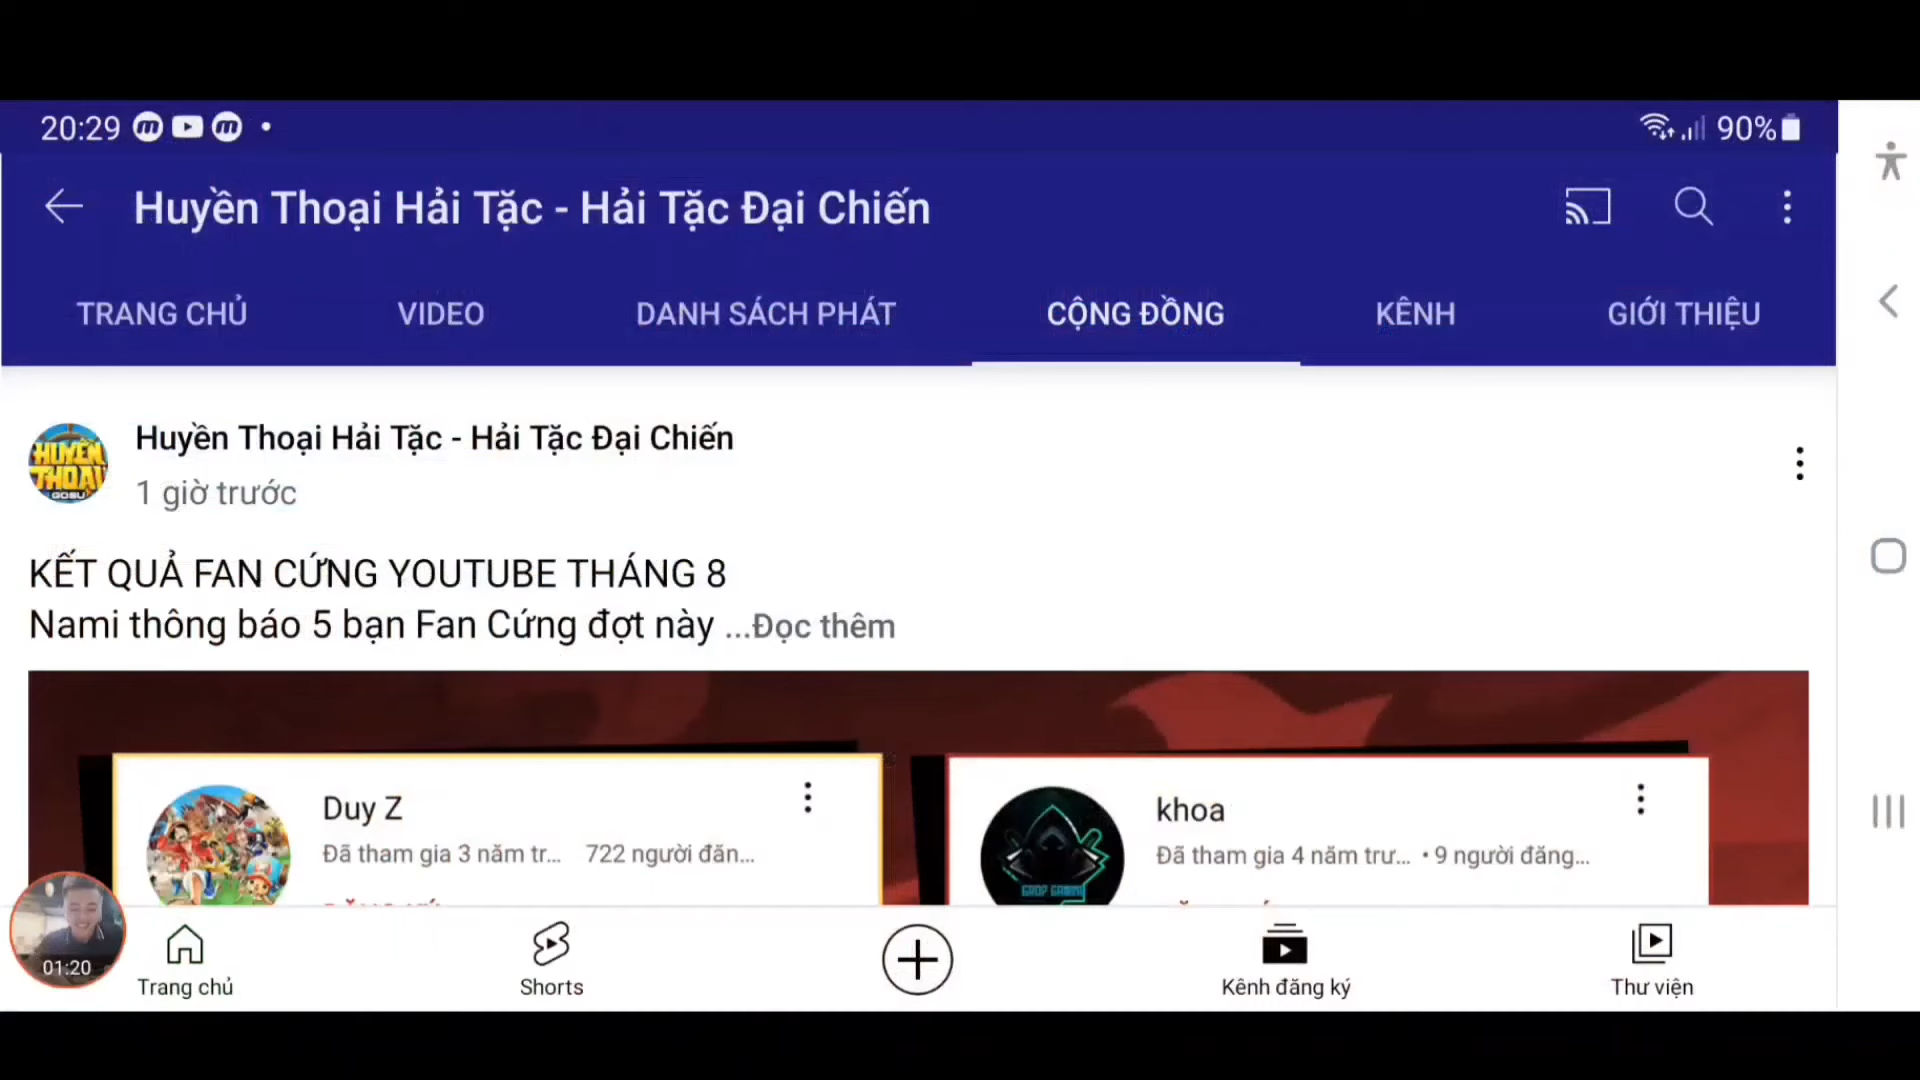 20:29
90%
Huyền Thoại Hải Tặc - Hải Tặc Đại Chiến
TRANG CHỦ VIDEO DANH SÁCH PHÁT CỘNG ĐỒNG KÊNH GIỚI THIỆU
HUYỀN
THOẠI
GOSU
Huyền Thoại Hải Tặc - Hải Tặc Đại Chiến
1 giờ trước
KẾT QUẢ FAN CỨNG YOUTUBE THÁNG 8
Nami thông báo 5 bạn Fan Cứng đợt này ...Đọc thêm
Duy Z
Đã tham gia 3 năm tr... 722 người đăn...
khoa
Đã tham gia 4 năm trư... • 9 người đăng...
01:20
Trang chủ
Shorts
Kênh đăng ký
Thư viện